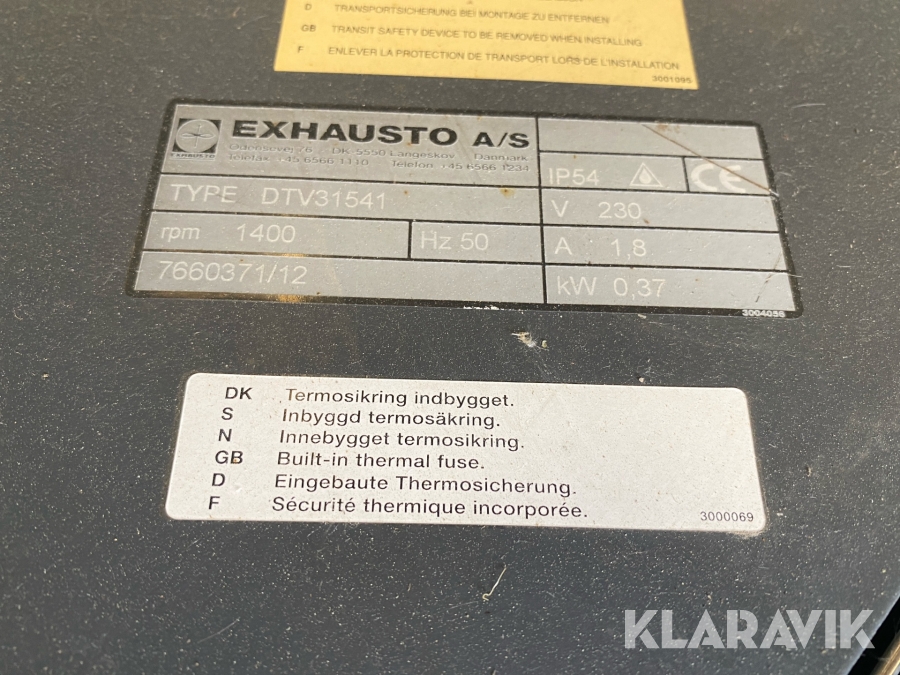 D TRANSPORTSICHERUNG BEI MONTAGE ZU ENTFERNEN
GB TRANSIT SAFETY DEVICE TO BE REMOVED WHEN INSTALLING
F ENLEVER LA PROTECTION DE TRANSPORT LORS DE L'INSTALLATION
3001095
EXHAUSTO
EXHAUSTO A/S
Odensevej 76 / DK-5550 Langeskov Danmark
Telefax +45 6566 1110 Telefon +45 6566 1234
IP54 CE
TYPE DTV31541
V 230
rpm 1400 Hz 50
A 1,8
7660371/12
kW 0,37
3004056
DK Termosikring indbygget.
S Inbyggd termosäkring.
N Innebygget termosikring.
GB Built-in thermal fuse.
D Eingebaute Thermosicherung.
F Sécurité thermique incorporée.
3000069
KLARAVIK